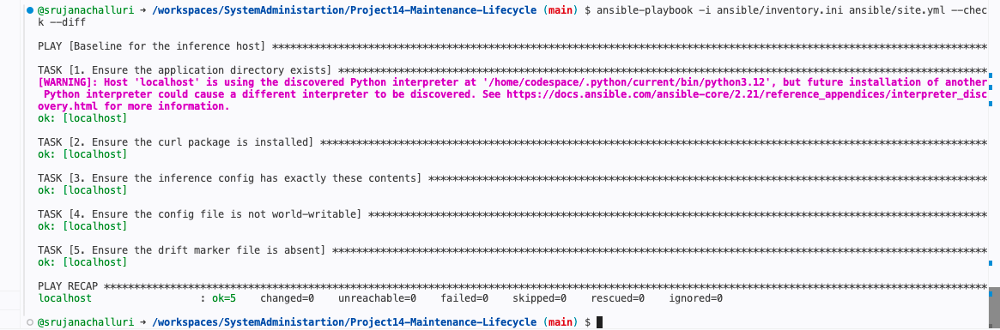 @srujanachalluri → /workspaces/SystemAdministartion/Project14-Maintenance-Lifecycle (main) $ ansible-playbook -i ansible/inventory.ini ansible/site.yml --chec
k --diff
PLAY [Baseline for the inference host] ***********************************************************************************************************************
TASK [1. Ensure the application directory exists] ************************************************************************************************************
[WARNING]: Host 'localhost' is using the discovered Python interpreter at '/home/codespace/.python/current/bin/python3.12', but future installation of another
Python interpreter could cause a different interpreter to be discovered. See https://docs.ansible.com/ansible-core/2.21/reference_appendices/interpreter_disc
overy.html for more information.
ok: [localhost]
TASK [2. Ensure the curl package is installed] ***************************************************************************************************************
ok: [localhost]
TASK [3. Ensure the inference config has exactly these contents] *********************************************************************************************
ok: [localhost]
TASK [4. Ensure the config file is not world-writable] *******************************************************************************************************
ok: [localhost]
TASK [5. Ensure the drift marker file is absent] *************************************************************************************************************
ok: [localhost]
PLAY RECAP ***************************************************************************************************************************************************
localhost                  : ok=5    changed=0    unreachable=0    failed=0    skipped=0    rescued=0    ignored=0
@srujanachalluri → /workspaces/SystemAdministartion/Project14-Maintenance-Lifecycle (main) $